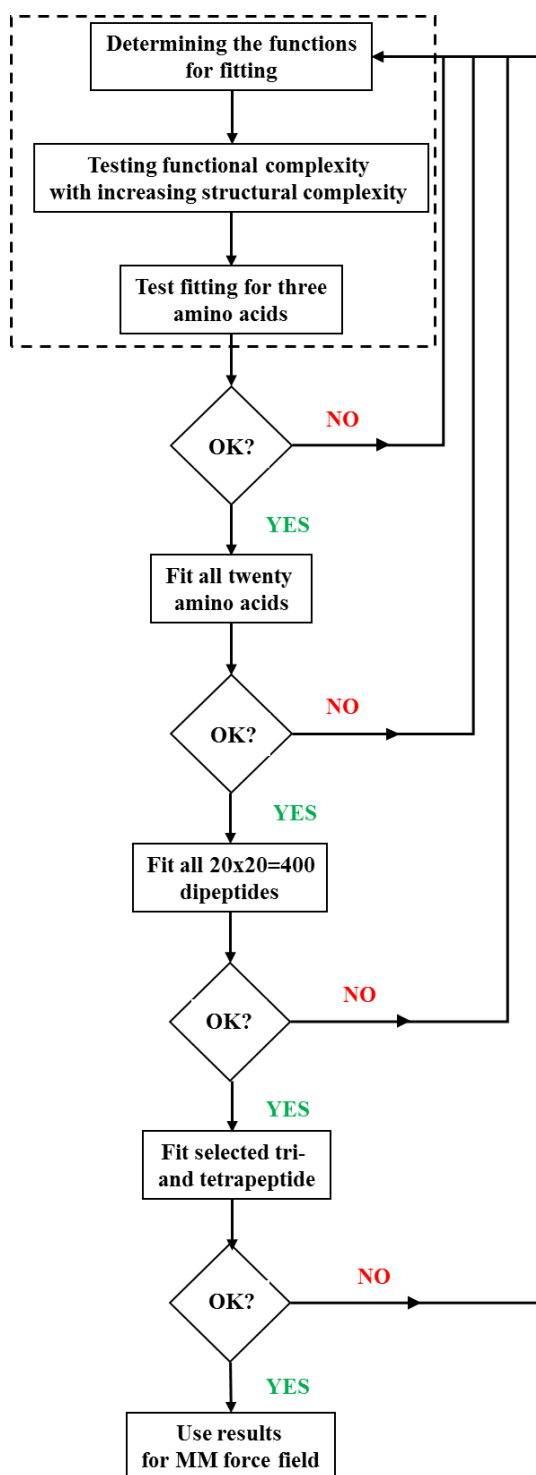 Determining the functions
for fitting
Testing functional complexity
with increasing structural complexity
Test fitting for three
amino acids
OK?
NO
YES
Fit all twenty
amino acids
OK?
NO
YES
Fit all 20x20=400
dipeptides
OK?
NO
YES
Fit selected tri-
and tetrapeptide
OK?
NO
YES
Use results
for MM force field